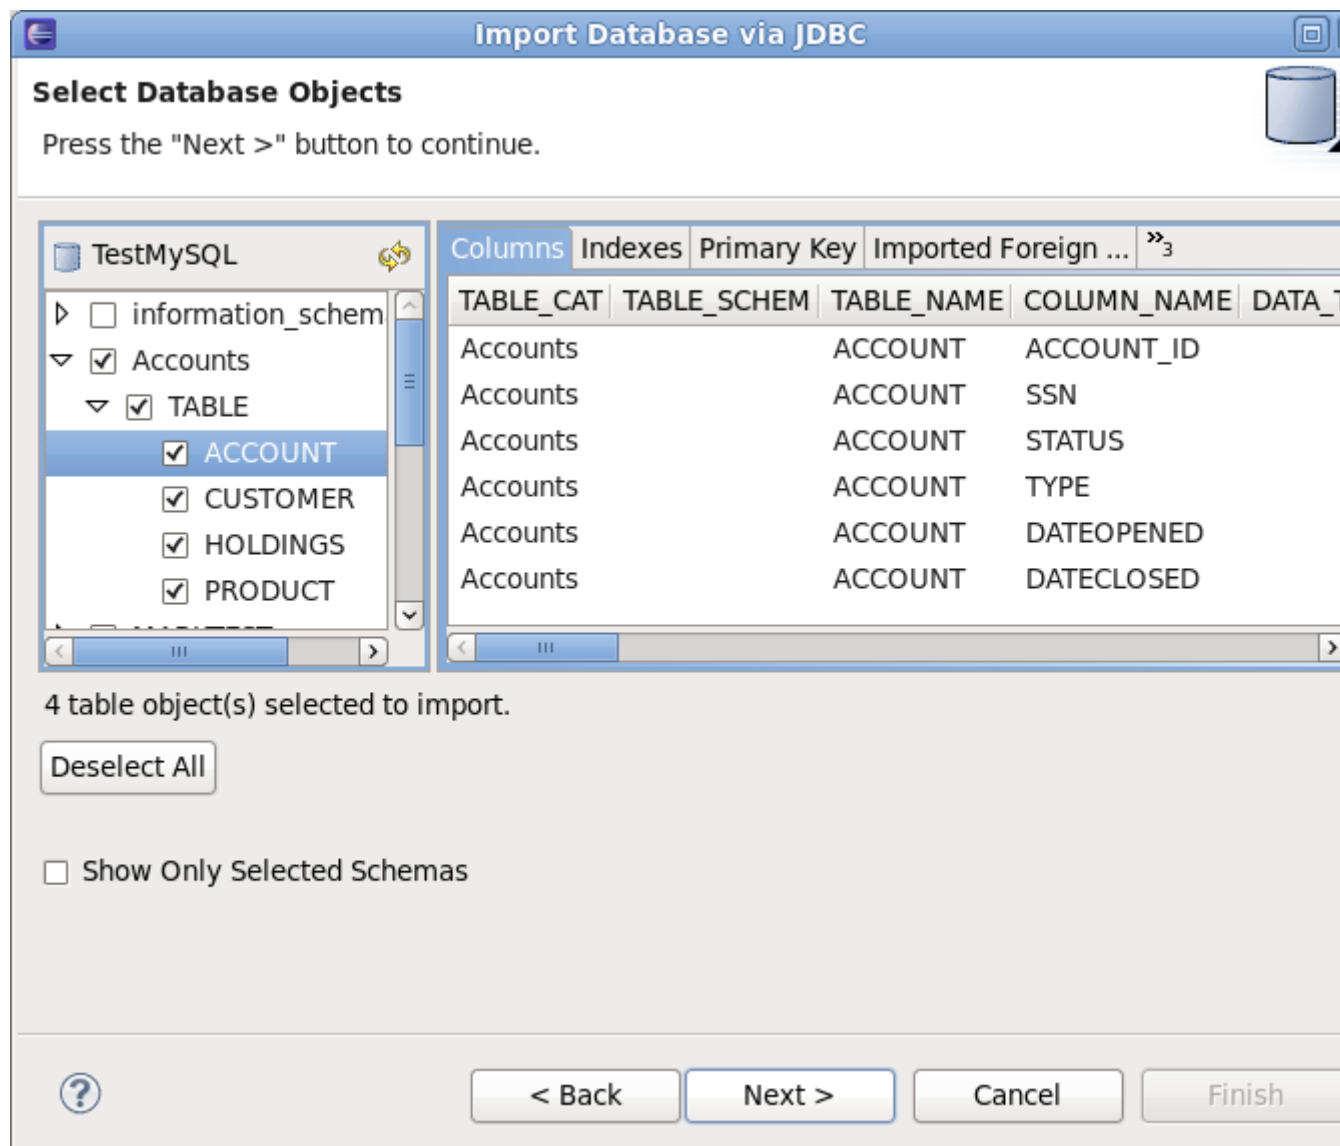 Import Database via JDBC
Select Database Objects
Press the "Next >" button to continue.
TestMySQL
information_schem
Accounts
TABLE
ACCOUNT
CUSTOMER
HOLDINGS
PRODUCT
Columns Indexes Primary Key Imported Foreign ... »3
TABLE_CAT TABLE_SCHEM TABLE_NAME COLUMN_NAME DATA_T
Accounts ACCOUNT ACCOUNT_ID
Accounts ACCOUNT SSN
Accounts ACCOUNT STATUS
Accounts ACCOUNT TYPE
Accounts ACCOUNT DATEOPENED
Accounts ACCOUNT DATECLOSED
4 table object(s) selected to import.
Deselect All
Show Only Selected Schemas
? < Back Next > Cancel Finish